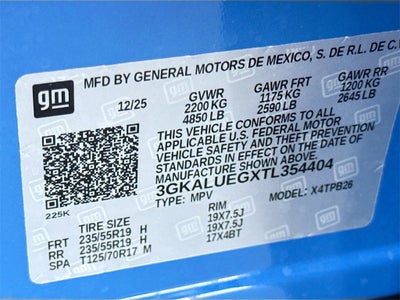 gm
MFD BY GENERAL MOTORS DE MEXICO, S. DE R.L. DE C.V
12/25 GVWR GAWR FRT GAWR RR
2200 KG 1175 KG 1200 KG
4850 LB 2590 LB 2645 LB
THIS VEHICLE CONFORMS TO ALL
APPLICABLE U.S. FEDERAL MOTOR
VEHICLE SAFETY AND THEFT PREVENTION
STANDARDS IN EFFECT ON THE DATE OF
MANUFACTURE SHOWN ABOVE.
3GKALUEGXTL354404
225K
TYPE: MPV MODEL: X4TPB26
TIRE SIZE RIM
FRT 235/55R19 H 19X7.5J
RR 235/55R19 H 19X7.5J
SPA T125/70R17 M 17X4BT